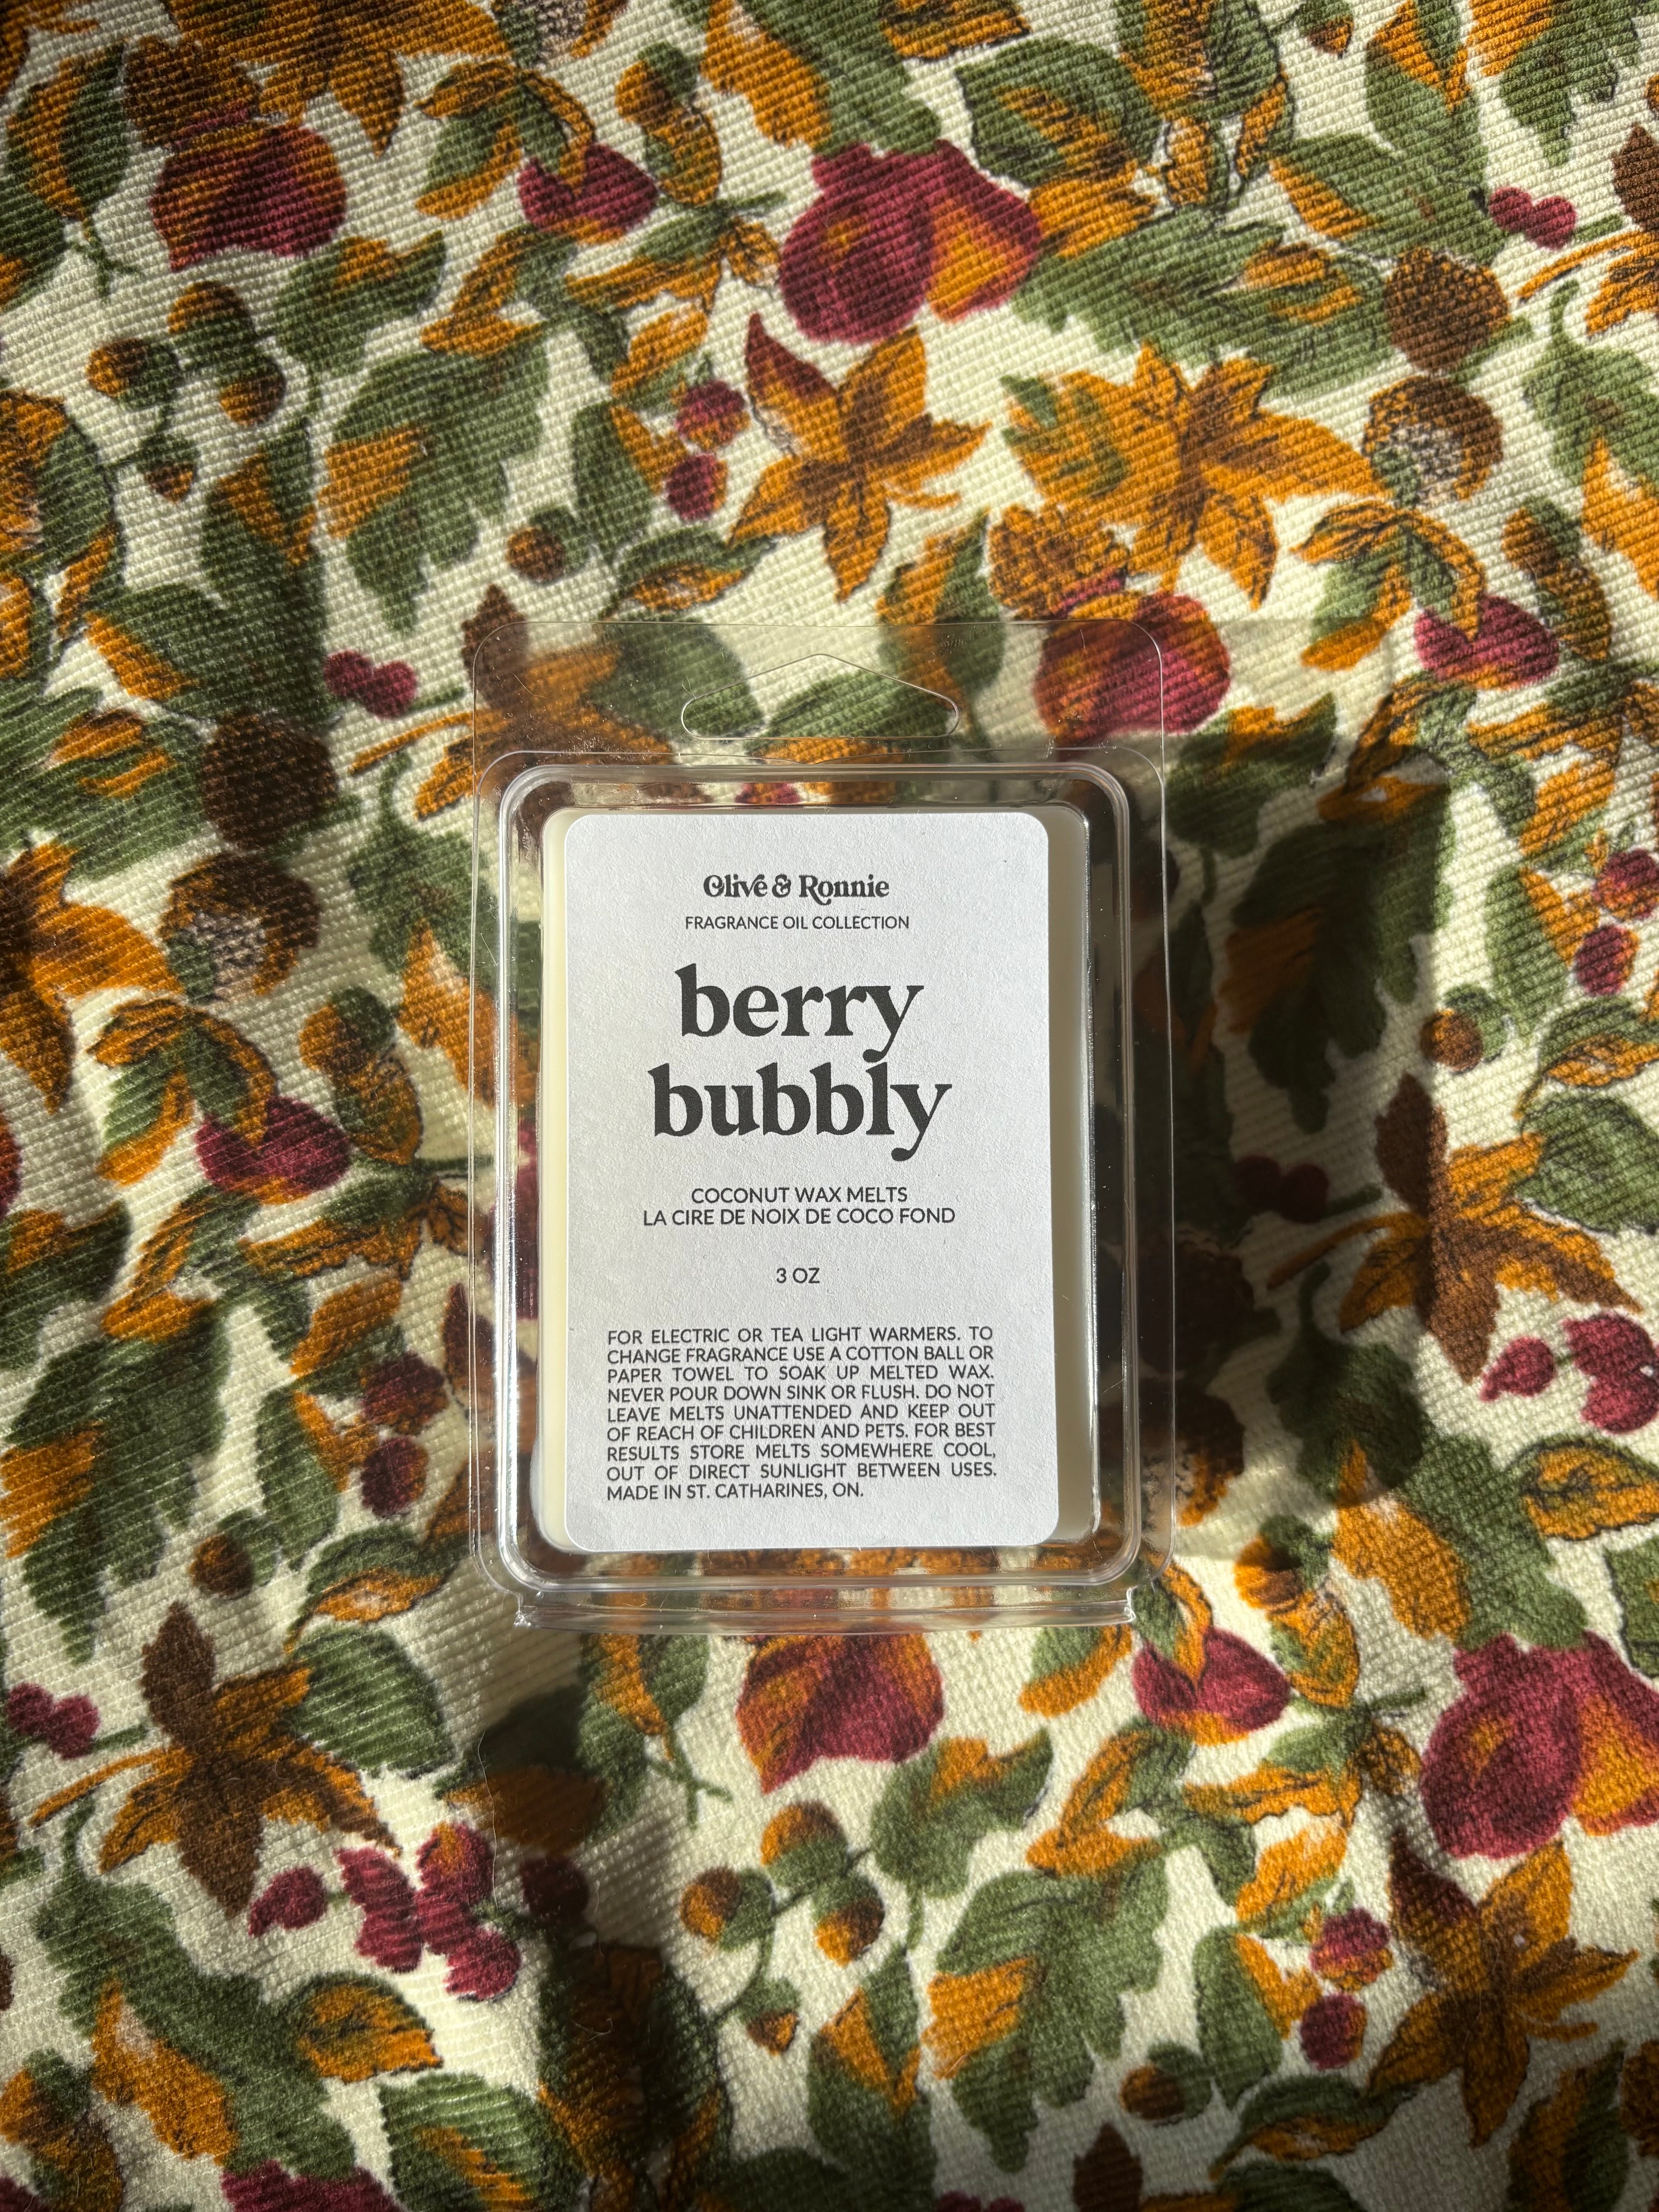 Olive & Ronnie
FRAGRANCE OIL COLLECTION
berry
bubbly
COCONUT WAX MELTS
LA CIRE DE NOIX DE COCO FOND
3 OZ
FOR ELECTRIC OR TEA LIGHT WARMERS. TO
CHANGE FRAGRANCE USE A COTTON BALL OR
PAPER TOWEL TO SOAK UP MELTED WAX.
NEVER POUR DOWN SINK OR FLUSH. DO NOT
LEAVE MELTS UNATTENDED AND KEEP OUT
OF REACH OF CHILDREN AND PETS. FOR BEST
RESULTS STORE MELTS SOMEWHERE COOL,
OUT OF DIRECT SUNLIGHT BETWEEN USES.
MADE IN ST. CATHARINES, ON.